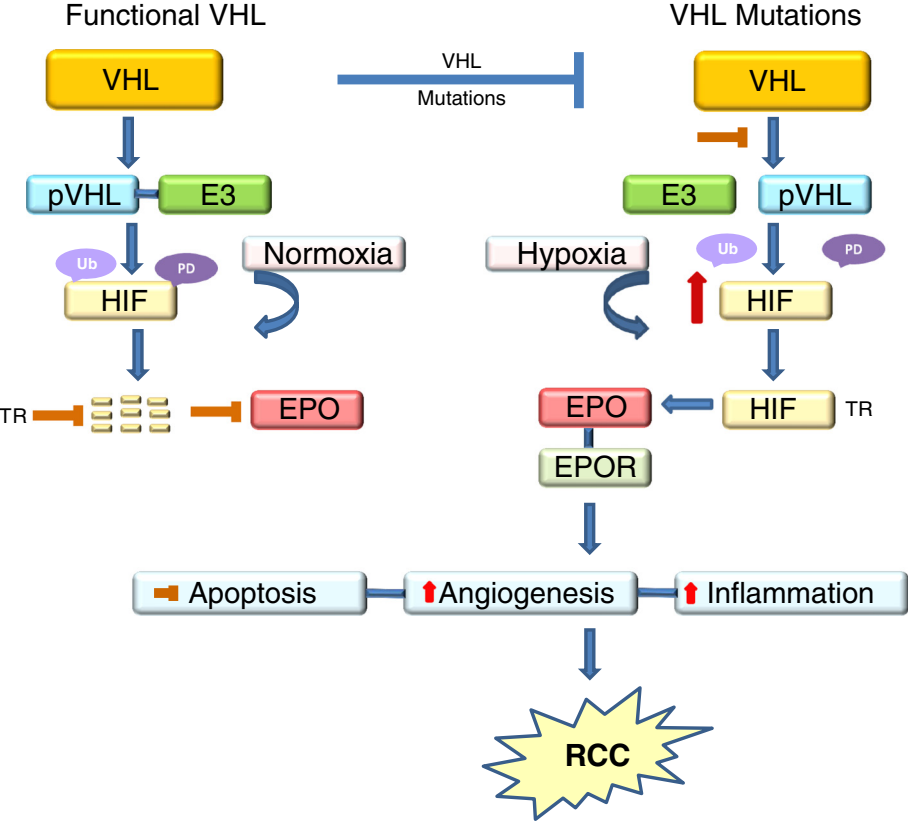 Functional VHL
VHL Mutations
VHL
VHL
Mutations
VHL
pVHL
E3
E3
pVHL
Ub
PD
Normoxia
Hypoxia
Ub
PD
HIF
HIF
TR
EPO
EPO
HIF
TR
EPOR
Apoptosis
Angiogenesis
Inflammation
RCC